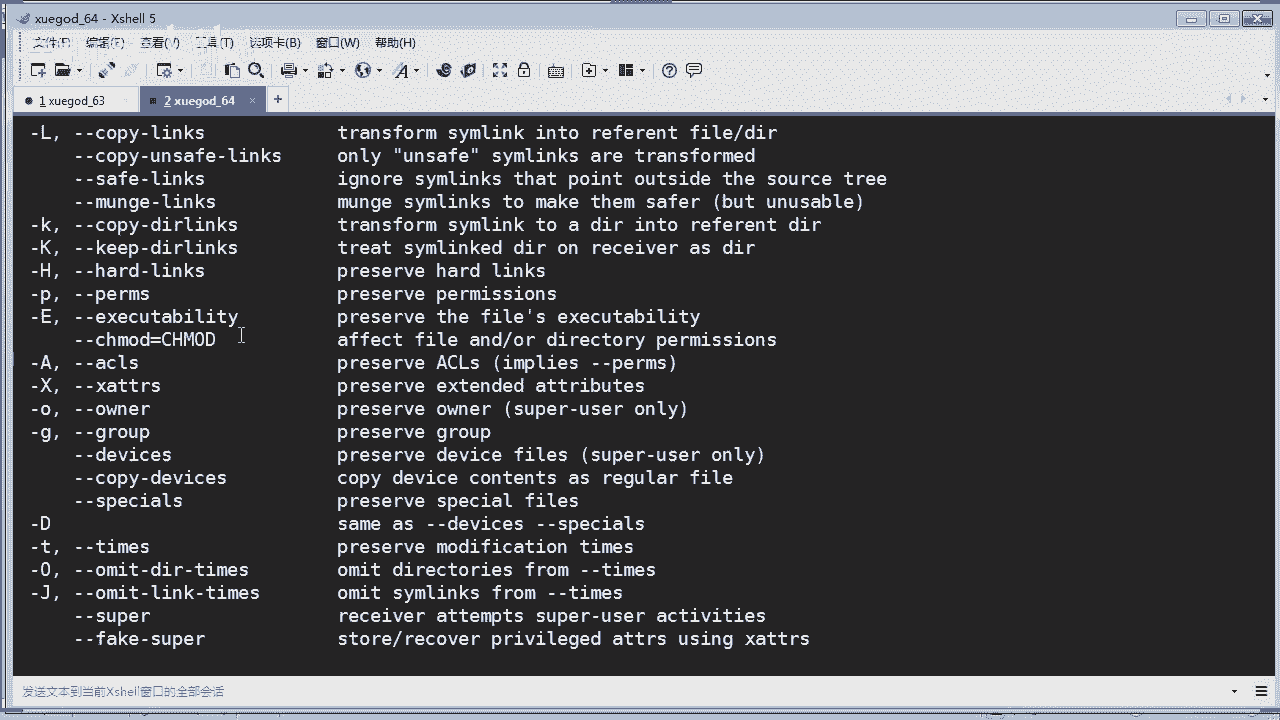 xuegod_64 - Xshell 5
文件(F) 编辑(E) 查看(V) 工具(T) 选项卡(B) 窗口(W) 帮助(H)
1 xuegod_63 2 xuegod_64 × +
-L, --copy-links transform symlink into referent file/dir
--copy-unsafe-links only "unsafe" symlinks are transformed
--safe-links ignore symlinks that point outside the source tree
--munge-links munge symlinks to make them safer (but unusable)
-k, --copy-dirlinks transform symlink to a dir into referent dir
-K, --keep-dirlinks treat symlinked dir on receiver as dir
-H, --hard-links preserve hard links
-p, --perms preserve permissions
-E, --executability preserve the file's executability
--chmod=CHMOD affect file and/or directory permissions
-A, --acls preserve ACLs (implies --perms)
-X, --xattrs preserve extended attributes
-o, --owner preserve owner (super-user only)
-g, --group preserve group
--devices preserve device files (super-user only)
--copy-devices copy device contents as regular file
--specials preserve special files
-D same as --devices --specials
-t, --times preserve modification times
-O, --omit-dir-times omit directories from --times
-J, --omit-link-times omit symlinks from --times
--super receiver attempts super-user activities
--fake-super store/recover privileged attrs using xattrs
发送文本到当前Xshell窗口的全部会话